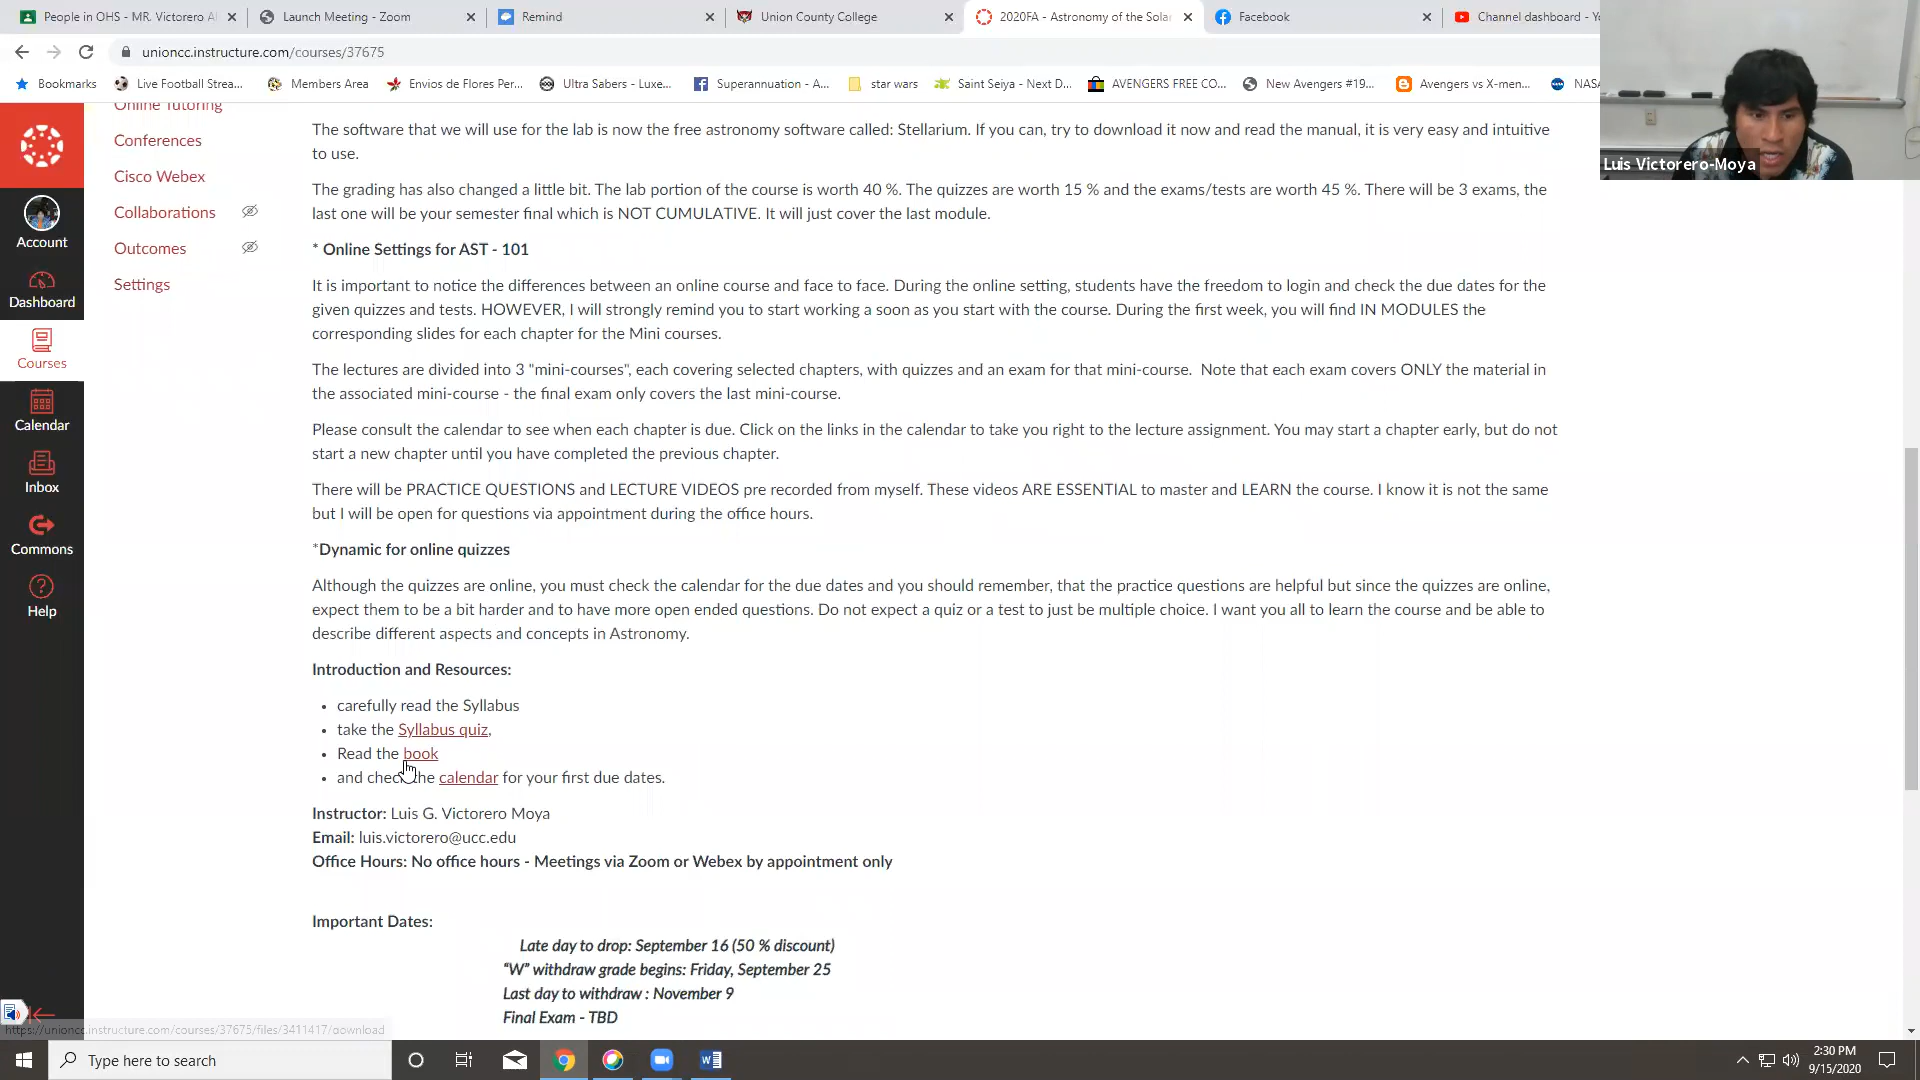 People in OHS - MR. Victorero Al
Launch Meeting - Zoom
Remind
Union County College
2020FA - Astronomy of the Sola
Facebook
Channel dashboard - Yo
unioncc.instructure.com/courses/37675
Bookmarks
Live Football Strea...
Members Area
Envios de Flores Per...
Ultra Sabers - Luxe...
Superannuation - A...
star wars
Saint Seiya - Next D...
AVENGERS FREE CO...
New Avengers #19...
Avengers vs X-men...
NASA
Luis Victorero-Moya
Account
Dashboard
Courses
Calendar
Inbox
Commons
Help
Online Tutoring
Conferences
Cisco Webex
Collaborations
Outcomes
Settings
The software that we will use for the lab is now the free astronomy software called: Stellarium. If you can, try to download it now and read the manual, it is very easy and intuitive
to use.
The grading has also changed a little bit. The lab portion of the course is worth 40 %. The quizzes are worth 15 % and the exams/tests are worth 45 %. There will be 3 exams, the
last one will be your semester final which is NOT CUMULATIVE. It will just cover the last module.
* Online Settings for AST - 101
It is important to notice the differences between an online course and face to face. During the online setting, students have the freedom to login and check the due dates for the
given quizzes and tests. HOWEVER, I will strongly remind you to start working a soon as you start with the course. During the first week, you will find IN MODULES the
corresponding slides for each chapter for the Mini courses.
The lectures are divided into 3 "mini-courses", each covering selected chapters, with quizzes and an exam for that mini-course. Note that each exam covers ONLY the material in
the associated mini-course - the final exam only covers the last mini-course.
Please consult the calendar to see when each chapter is due. Click on the links in the calendar to take you right to the lecture assignment. You may start a chapter early, but do not
start a new chapter until you have completed the previous chapter.
There will be PRACTICE QUESTIONS and LECTURE VIDEOS pre recorded from myself. These videos ARE ESSENTIAL to master and LEARN the course. I know it is not the same
but I will be open for questions via appointment during the office hours.
*Dynamic for online quizzes
Although the quizzes are online, you must check the calendar for the due dates and you should remember, that the practice questions are helpful but since the quizzes are online,
expect them to be a bit harder and to have more open ended questions. Do not expect a quiz or a test to just be multiple choice. I want you all to learn the course and be able to
describe different aspects and concepts in Astronomy.
Introduction and Resources:
• carefully read the Syllabus
• take the Syllabus quiz,
• Read the book
• and check the calendar for your first due dates.
Instructor: Luis G. Victorero Moya
Email: luis.victorero@ucc.edu
Office Hours: No office hours - Meetings via Zoom or Webex by appointment only
Important Dates:
Late day to drop: September 16 (50 % discount)
"W" withdraw grade begins: Friday, September 25
Last day to withdraw : November 9
Final Exam - TBD
https://unioncc.instructure.com/courses/37675/files/3411417/download
Type here to search
2:30 PM
9/15/2020